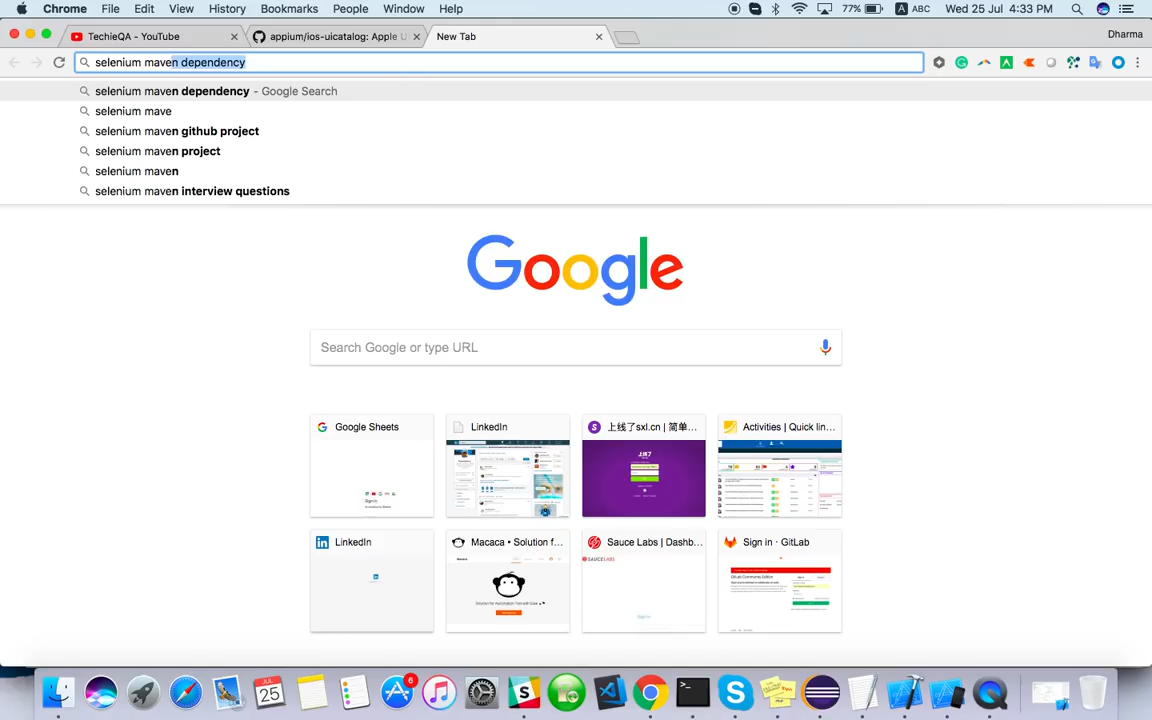 Chrome File Edit View History Bookmarks People Window Help 77% A ABC Wed 25 Jul 4:33 PM
TechieQA - YouTube
appium/ios-uicatalog: Apple U
New Tab
Dharma
selenium maven dependency
selenium maven dependency - Google Search
selenium mave
selenium maven github project
selenium maven project
selenium maven
selenium maven interview questions
Google
Search Google or type URL
Google Sheets
LinkedIn
上线了sxl.cn | 简单...
Activities | Quick lin...
LinkedIn
Macaca • Solution f...
Sauce Labs | Dashb...
Sign in · GitLab
SAUCELABS
6
JUL
25